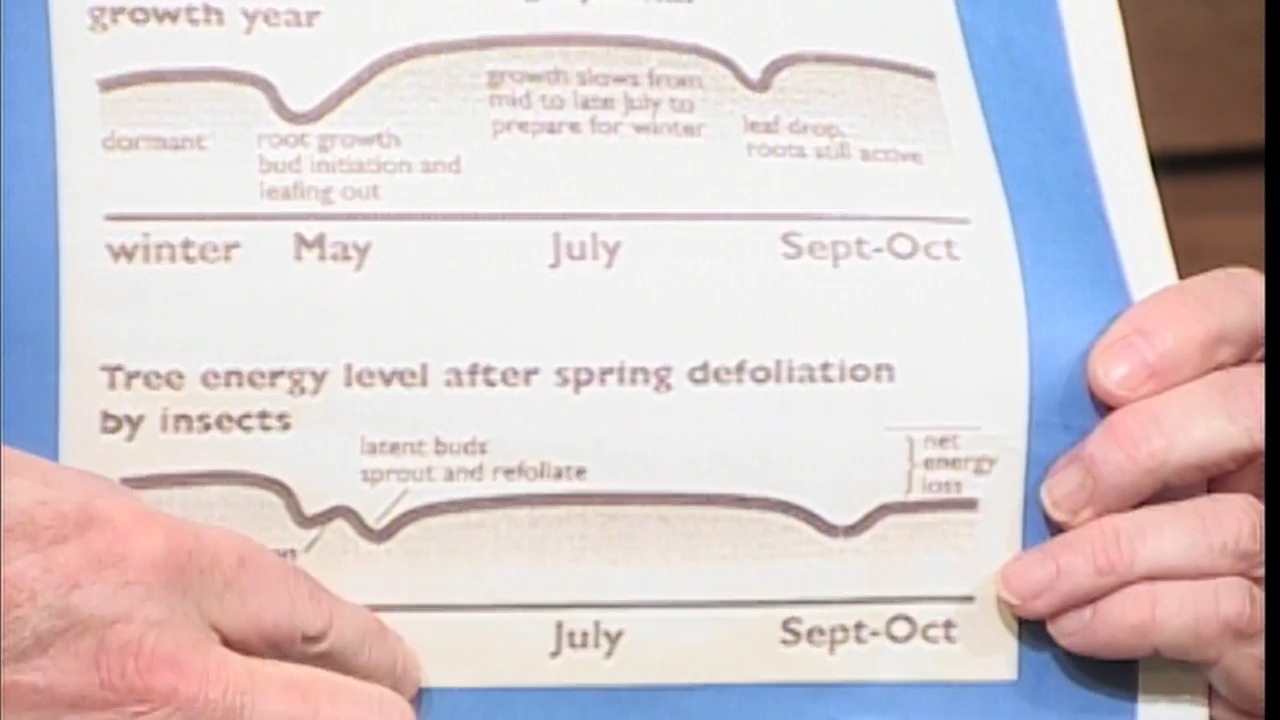 growth year
growth slows from
mid to late July to
prepare for winter
dormant
root growth
bud initiation and
leafing out
leaf drop,
roots still active
winter May July Sept-Oct
Tree energy level after spring defoliation
by insects
latent buds
sprout and refoliate
net
energy
loss
July Sept-Oct